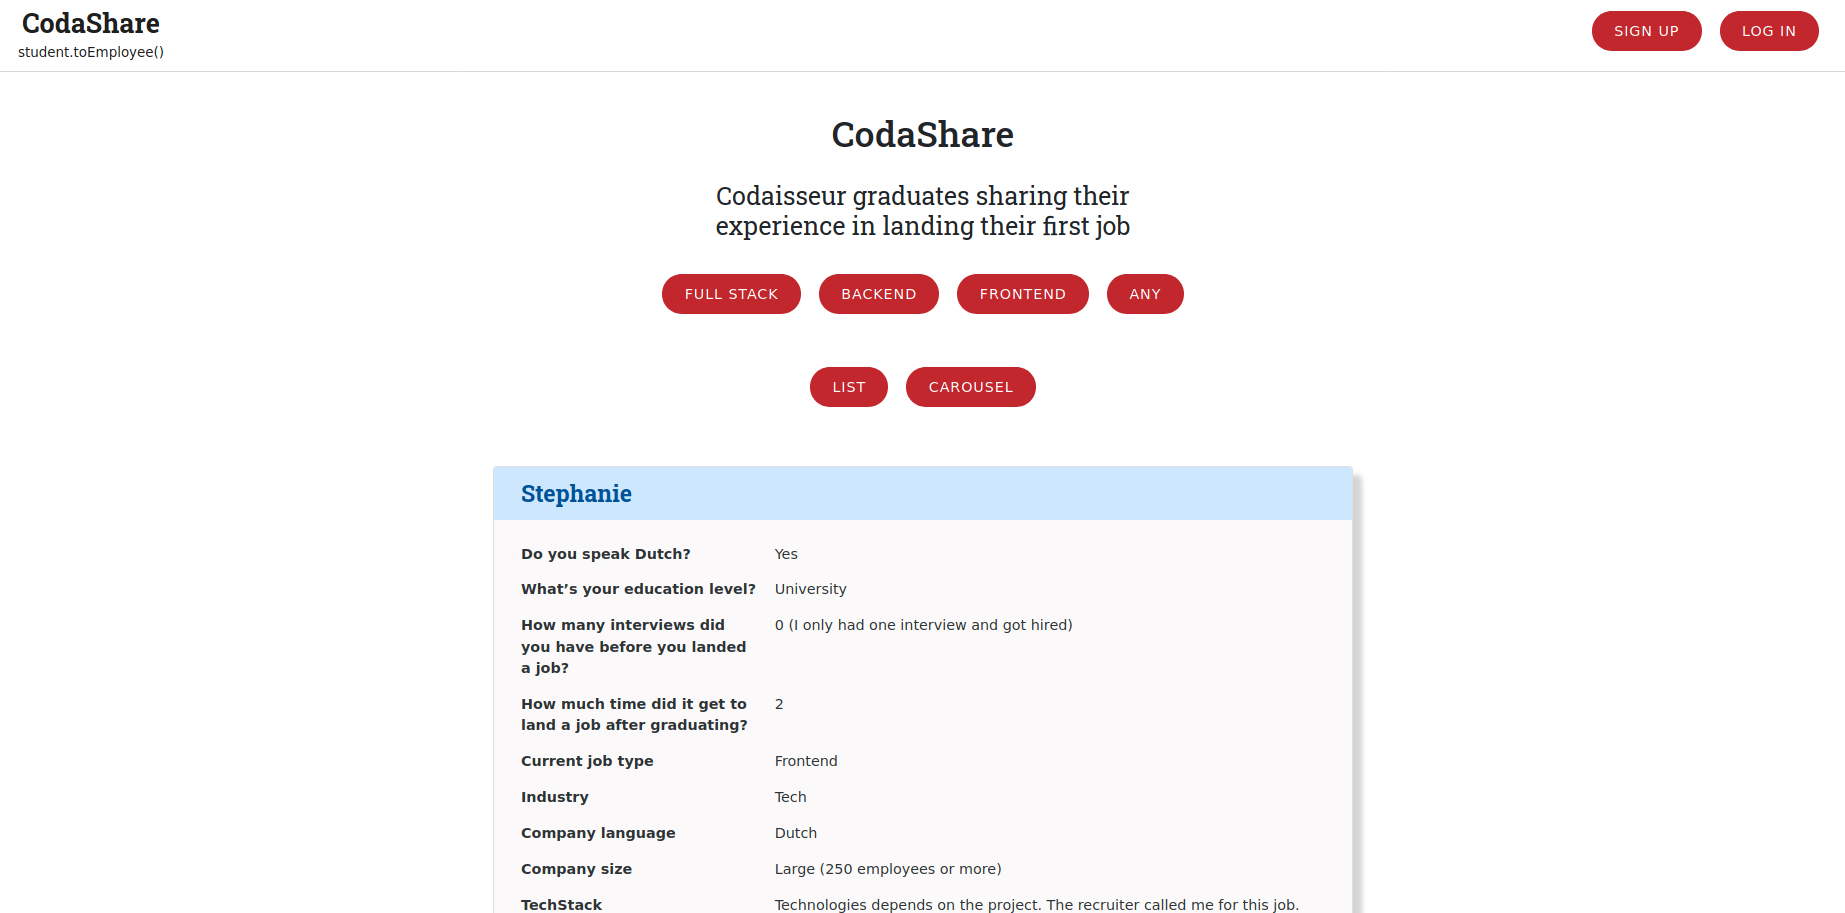 CodaShare
student.toEmployee()
SIGN UP
LOG IN
CodaShare
Codaisseur graduates sharing their
experience in landing their first job
FULL STACK
BACKEND
FRONTEND
ANY
LIST
CAROUSEL
Stephanie
Do you speak Dutch?
Yes
What’s your education level?
University
How many interviews did
you have before you landed
a job?
0 (I only had one interview and got hired)
How much time did it get to
land a job after graduating?
2
Current job type
Frontend
Industry
Tech
Company language
Dutch
Company size
Large (250 employees or more)
TechStack
Technologies depends on the project. The recruiter called me for this job.